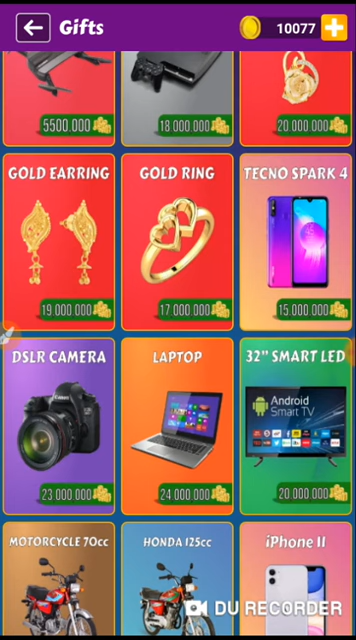 Gifts
10077
5500.000
18 000.000
20.000.000
GOLD EARRING
GOLD RING
TECNO SPARK 4
19 000 000
17 000.000
15 000.000
DSLR CAMERA
LAPTOP
32" SMART LED
Canon
Android
Smart TV
23 000 000
24 000 000
20 000 000
MOTORCYCLE 70cc
HONDA 125cc
iPhone 11
DU RECORDER